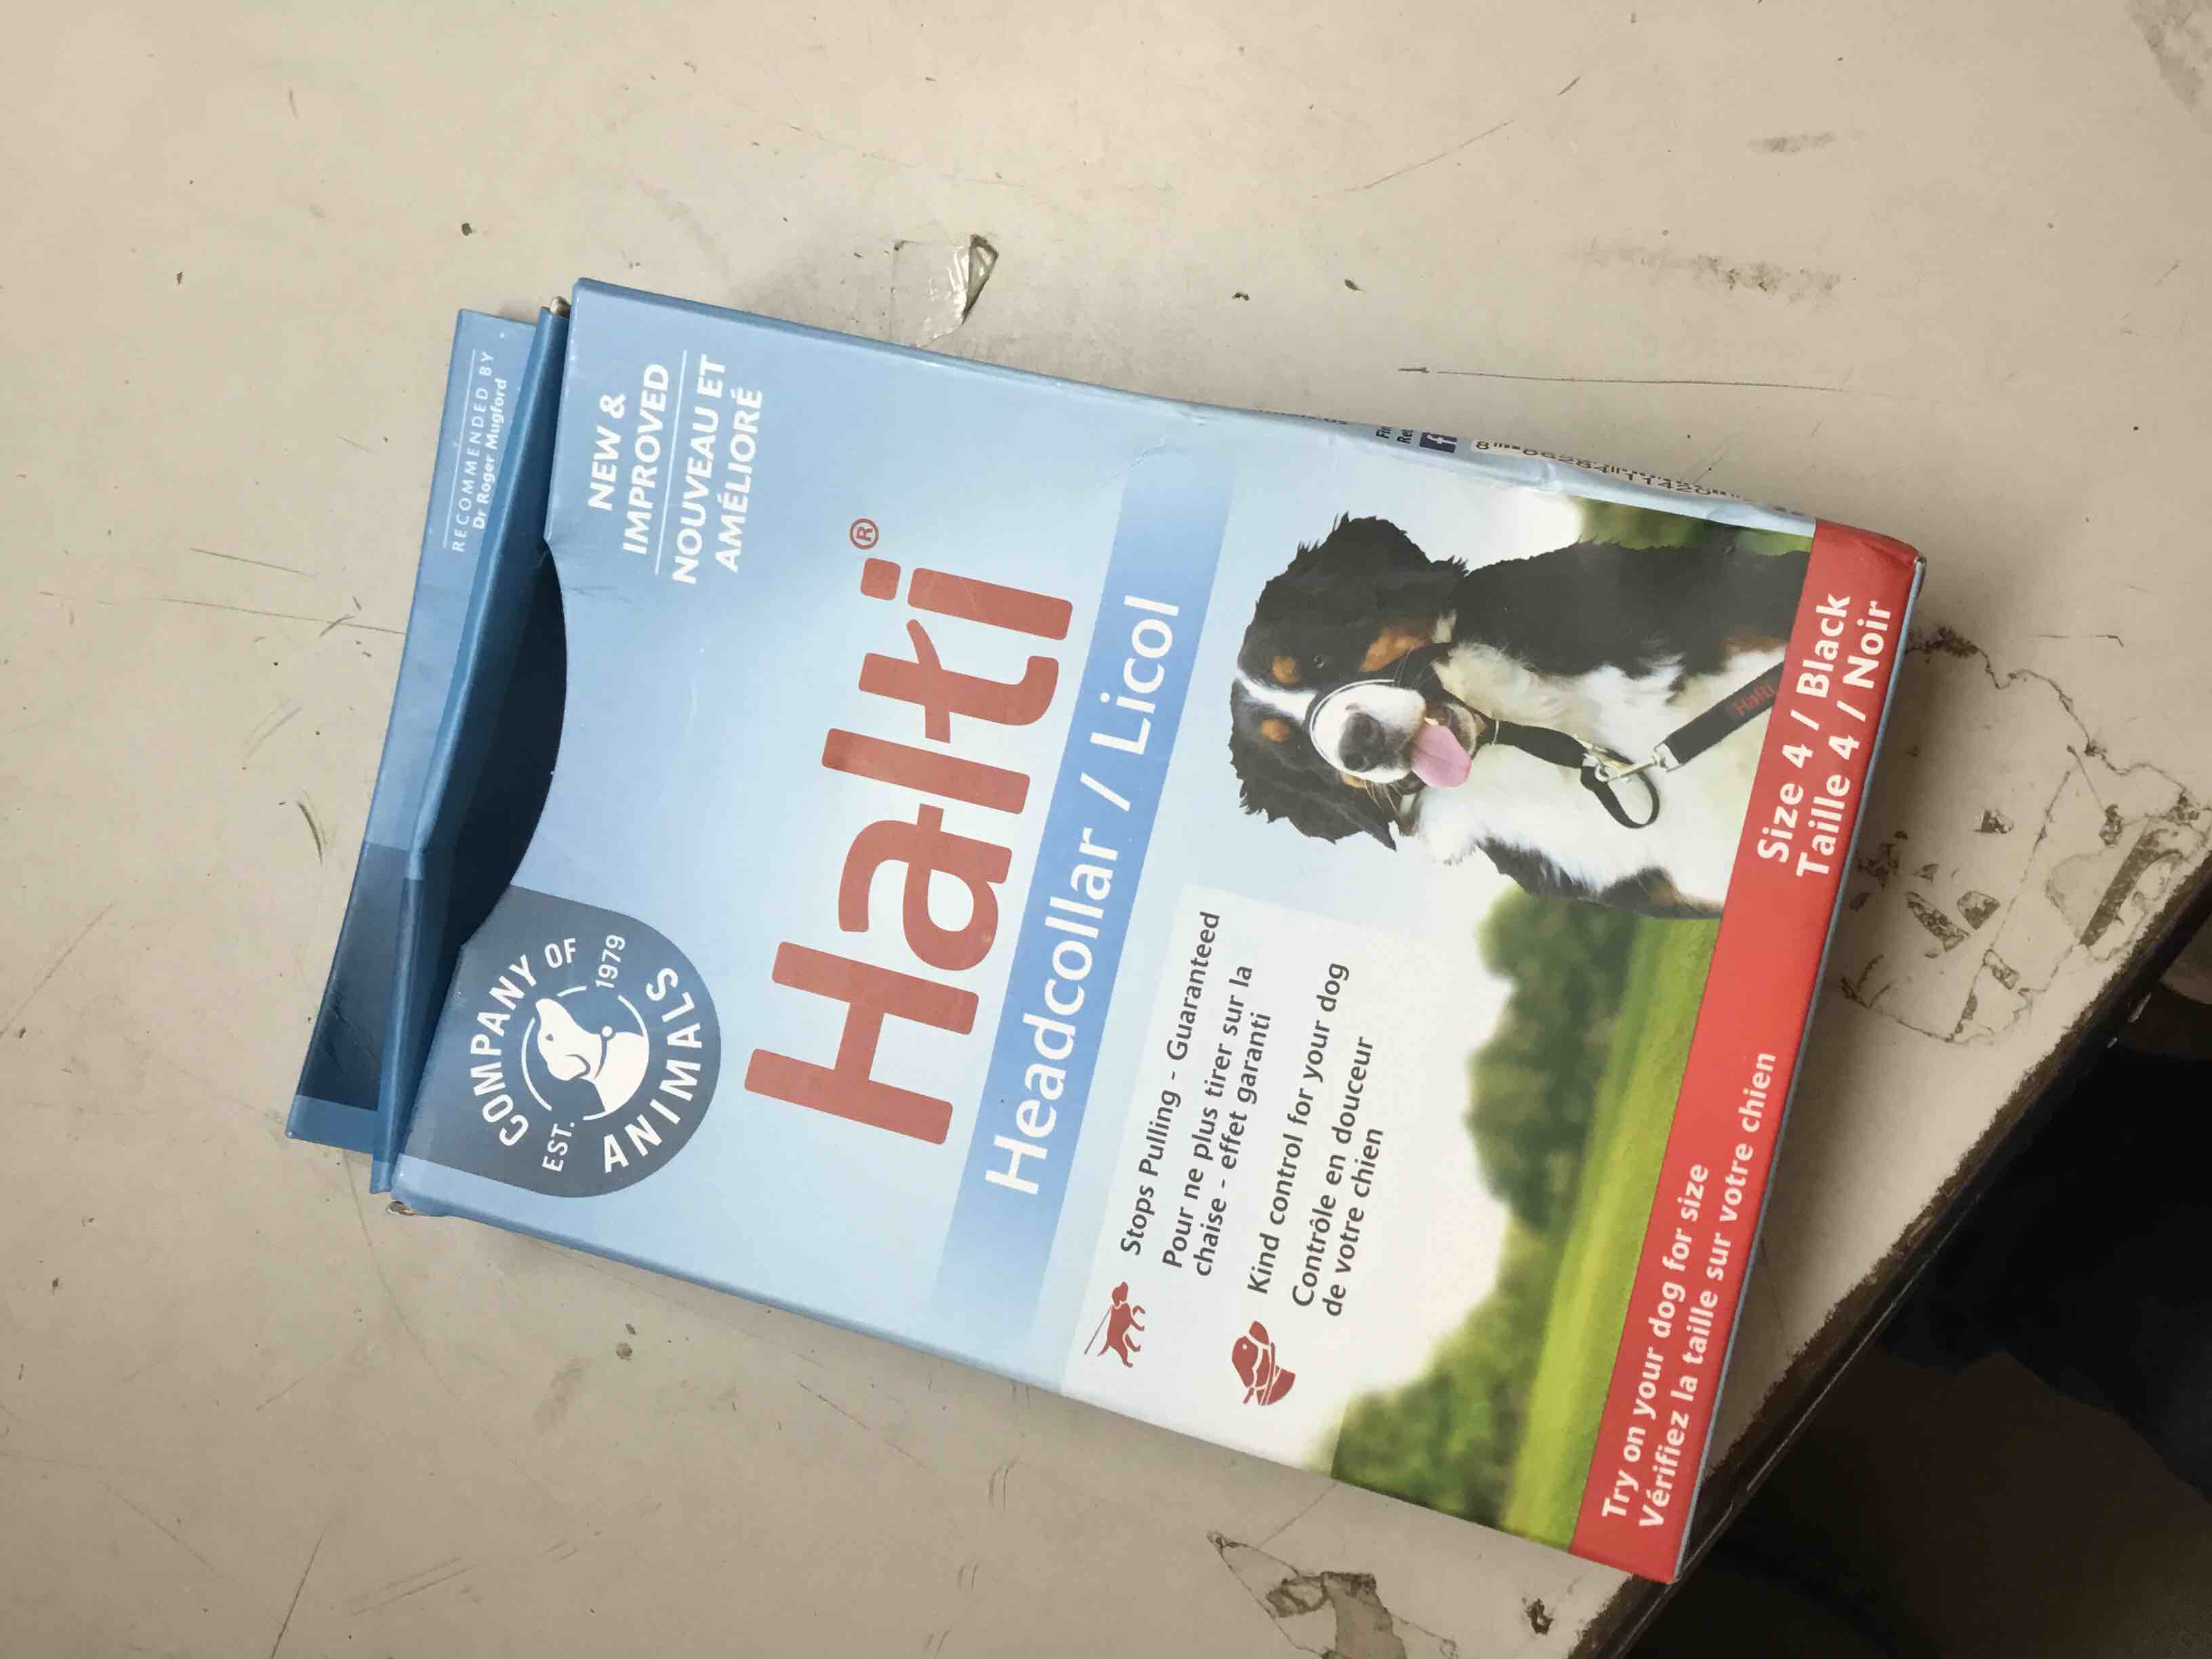 RECOMMENDED BY
Dr Roger Mugford
NEW &
IMPROVED
NOUVEAU ET
AMÉLIORÉ
COMPANY OF
ANIMALS
EST. 1979
Halti®
Headcollar / Licol
Stops Pulling - Guaranteed
Pour ne plus tirer sur la
chaise - effet garanti
Kind control for your dog
Contrôle en douceur
de votre chien
Halti
Try on your dog for size
Vérifiez la taille sur votre chien
Size 4 / Black
Taille 4 / Noir